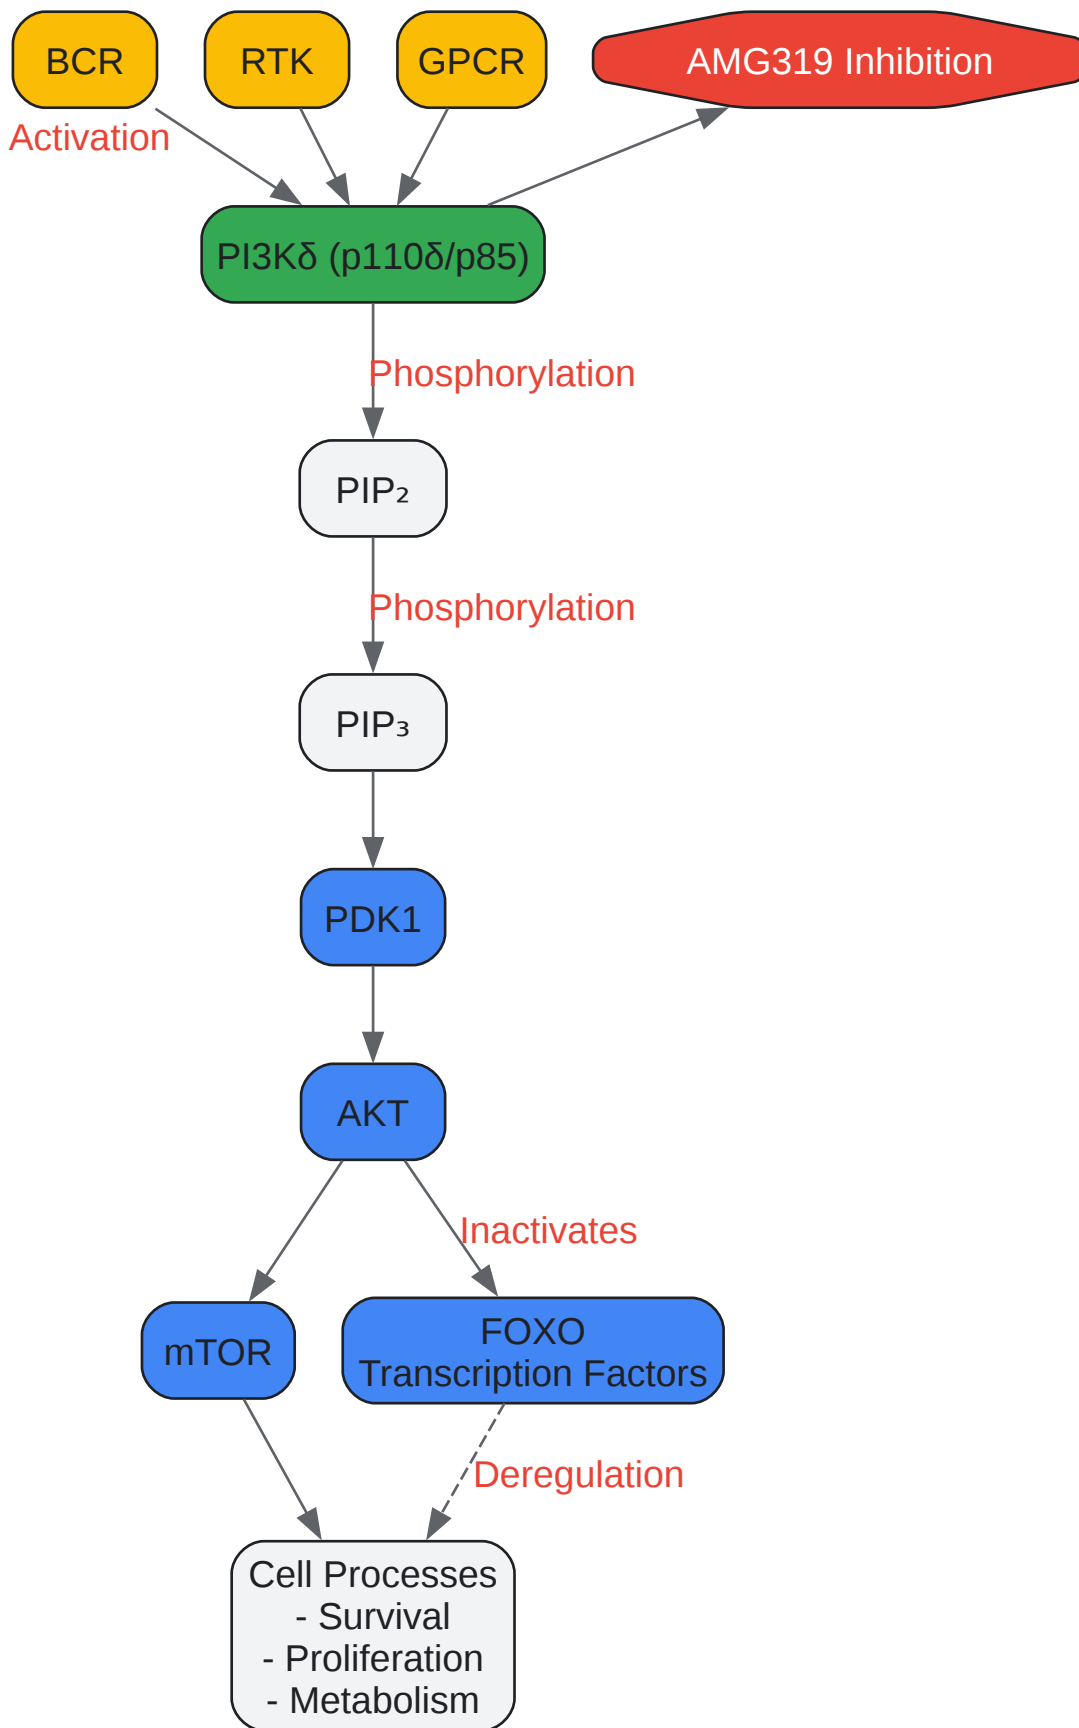 BCR
RTK
GPCR
AMG319 Inhibition
Activation
PI3Kδ (p110δ/p85)
Phosphorylation
PIP₂
Phosphorylation
PIP₃
PDK1
AKT
Inactivates
mTOR
FOXO
Transcription Factors
Deregulation
Cell Processes
- Survival
- Proliferation
- Metabolism